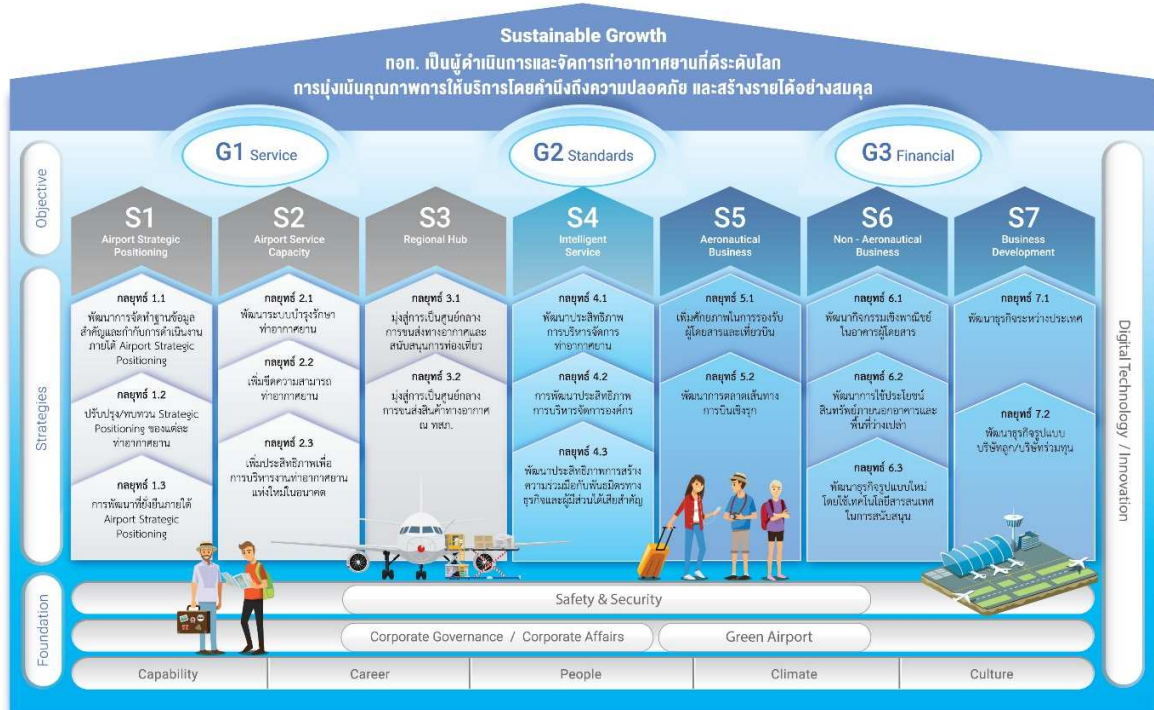 Sustainable Growth
ทอท. เป็นผู้ดำเนินการและจัดการท่าอากาศยานที่ดีระดับโลก
การมุ่งเน้นคุณภาพการให้บริการโดยคำนึงถึงความปลอดภัย และสร้างรายได้อย่างสมดุล
G1 Service
G2 Standards
G3 Financial
Objective
S1
Airport Strategic
Positioning
S2
Airport Service
Capacity
S3
Regional Hub
S4
Intelligent
Service
S5
Aeronautical
Business
S6
Non - Aeronautical
Business
S7
Business
Development
Strategies
กลยุทธ์ 1.1
พัฒนาการจัดทำฐานข้อมูล
สำคัญและกำกับการดำเนินงาน
ภายใต้ Airport Strategic
Positioning
กลยุทธ์ 1.2
ปรับปรุง/ทบทวน Strategic
Positioning ของแต่ละ
ท่าอากาศยาน
กลยุทธ์ 1.3
การพัฒนาที่ยั่งยืนภายใต้
Airport Strategic
Positioning
กลยุทธ์ 2.1
พัฒนาระบบบำรุงรักษา
ท่าอากาศยาน
กลยุทธ์ 2.2
เพิ่มขีดความสามารถ
ท่าอากาศยาน
กลยุทธ์ 2.3
เพิ่มประสิทธิภาพเพื่อ
การบริหารงานท่าอากาศยาน
แห่งใหม่ในอนาคต
กลยุทธ์ 3.1
มุ่งสู่การเป็นศูนย์กลาง
การขนส่งทางอากาศและ
สนับสนุนการท่องเที่ยว
กลยุทธ์ 3.2
มุ่งสู่การเป็นศูนย์กลาง
การขนส่งสินค้าทางอากาศ
ณ ทสภ.
กลยุทธ์ 4.1
พัฒนาประสิทธิภาพ
การบริหารจัดการ
ท่าอากาศยาน
กลยุทธ์ 4.2
การพัฒนาประสิทธิภาพ
การบริหารจัดการองค์กร
กลยุทธ์ 4.3
พัฒนาประสิทธิภาพการสร้าง
ความร่วมมือกับพันธมิตรทาง
ธุรกิจและผู้มีส่วนได้เสียสำคัญ
กลยุทธ์ 5.1
เพิ่มศักยภาพในการรองรับ
ผู้โดยสารและเที่ยวบิน
กลยุทธ์ 5.2
พัฒนาการตลาดเส้นทาง
การบินเชิงรุก
กลยุทธ์ 6.1
พัฒนากิจกรรมเชิงพาณิชย์
ในอาคารผู้โดยสาร
กลยุทธ์ 6.2
พัฒนาการใช้ประโยชน์
สินทรัพย์ภายนอกอาคารและ
พื้นที่ว่างเปล่า
กลยุทธ์ 6.3
พัฒนาธุรกิจรูปแบบใหม่
โดยใช้เทคโนโลยีสารสนเทศ
ในการสนับสนุน
กลยุทธ์ 7.1
พัฒนาธุรกิจระหว่างประเทศ
กลยุทธ์ 7.2
พัฒนาธุรกิจรูปแบบ
บริษัทลูก/บริษัทร่วมทุน
Digital Technology / Innovation
Foundation
Safety & Security
Corporate Governance / Corporate Affairs
Green Airport
Capability
Career
People
Climate
Culture